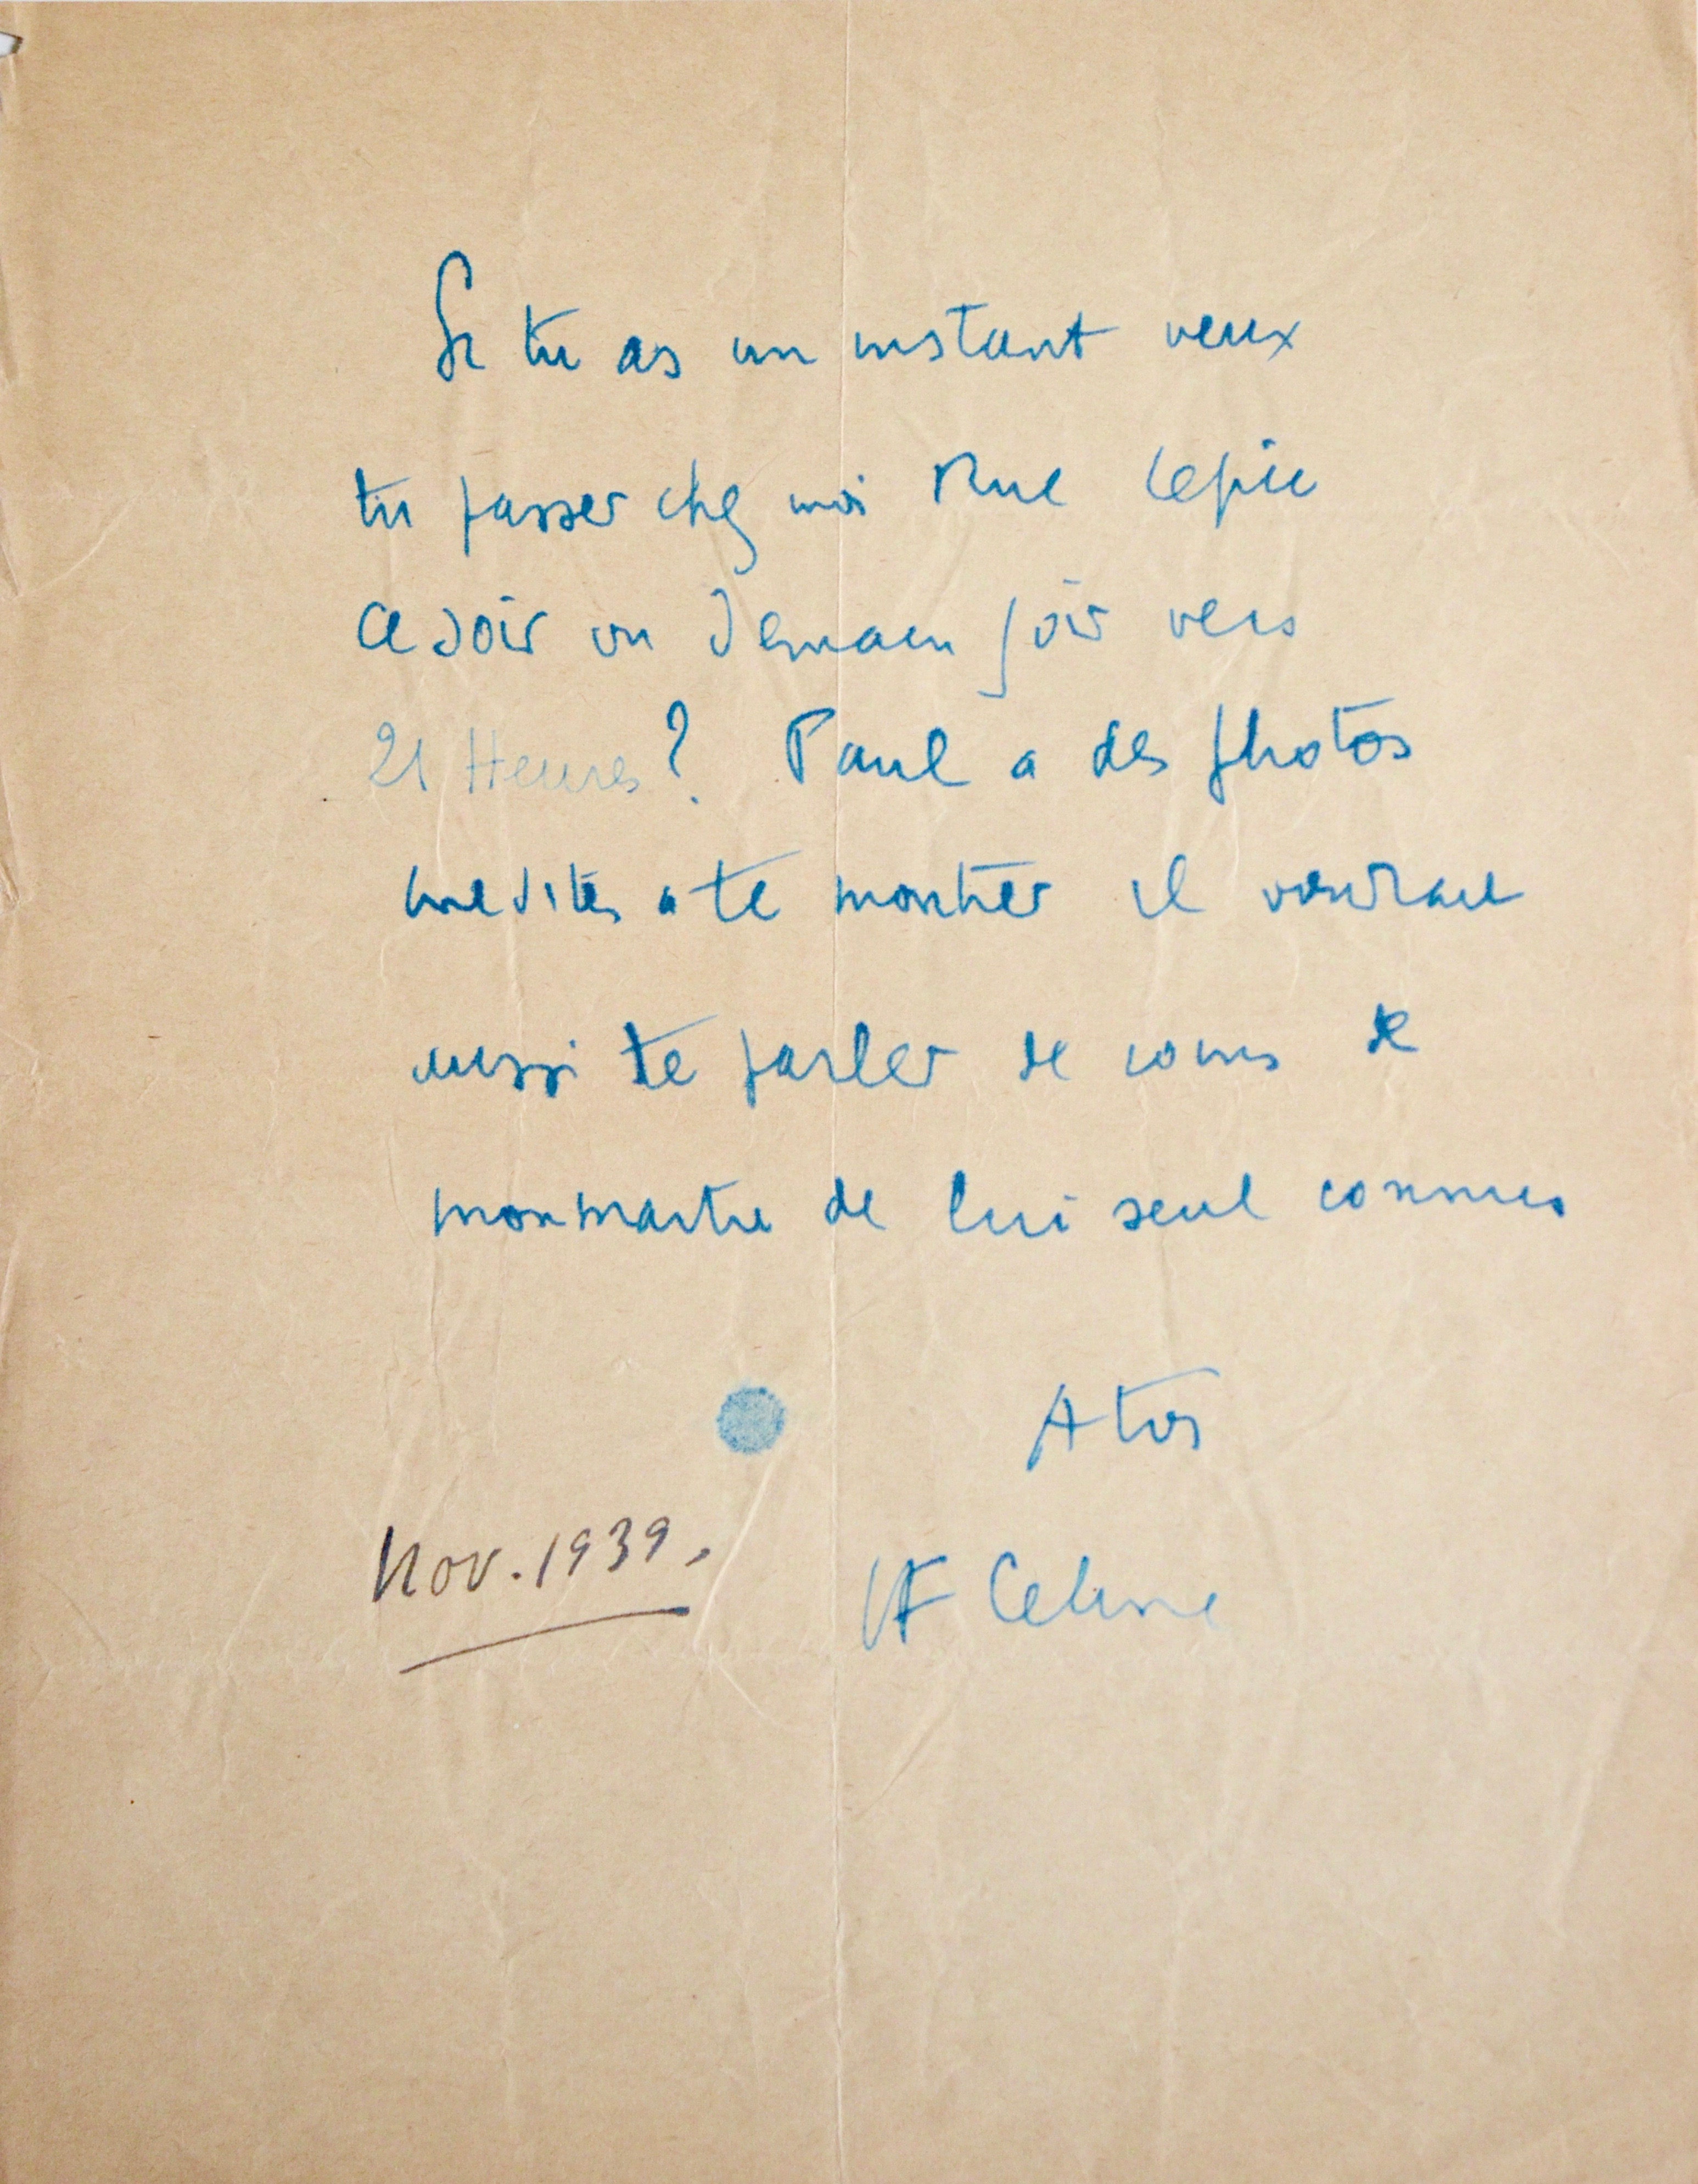 Si tu as un instant veux
tu passer chez moi Rue Lepic
ce soir ou demain soir vers
21 Heures ? Paul a des photos
inedites a te montrer il voudrait
aussi te parler de coins de
monmartre de lui seul connus
A toi
LF Celine
Nov. 1939.